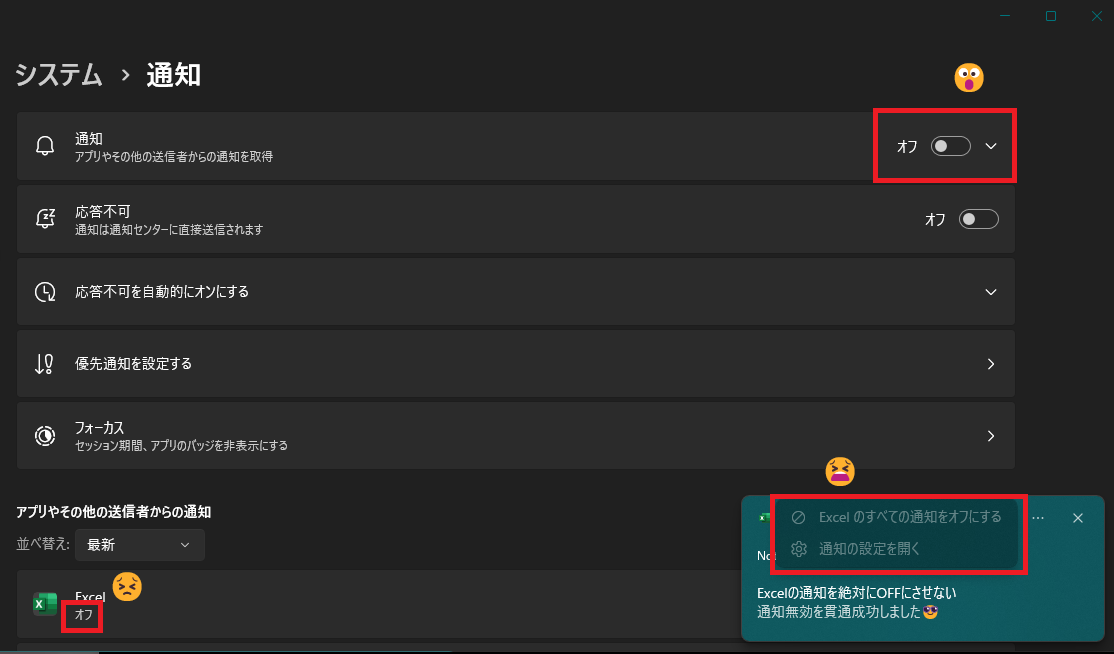 システム › 通知
通知
アプリやその他の送信者からの通知を取得
オフ
応答不可
通知は通知センターに直接送信されます
オフ
応答不可を自動的にオンにする
優先通知を設定する
フォーカス
セッション期間、アプリのバッジを非表示にする
アプリやその他の送信者からの通知
並べ替え: 最新
Excel
オフ
Excel のすべての通知をオフにする
通知の設定を開く
Excelの通知を絶対にOFFにさせない
通知無効を貫通成功しました😎